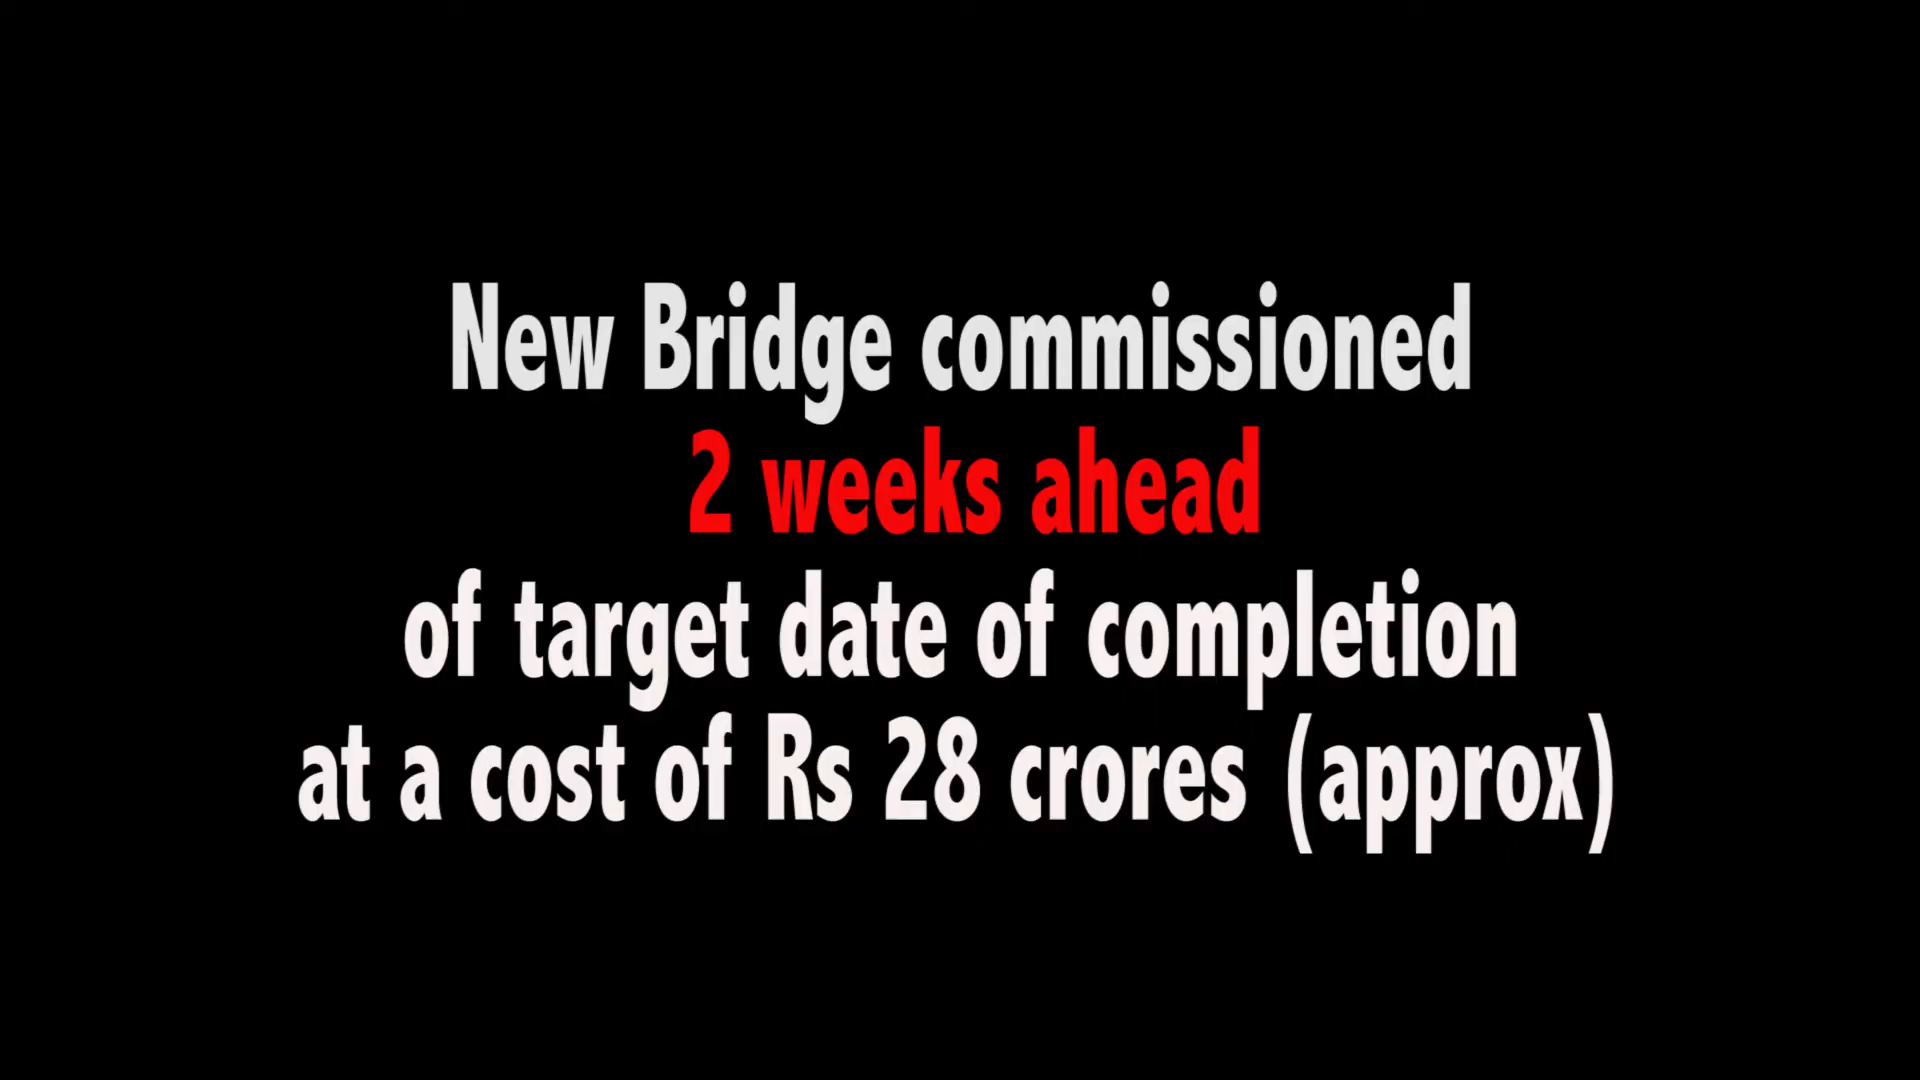 New Bridge commissioned
2 weeks ahead
of target date of completion
at a cost of Rs 28 crores (approx)